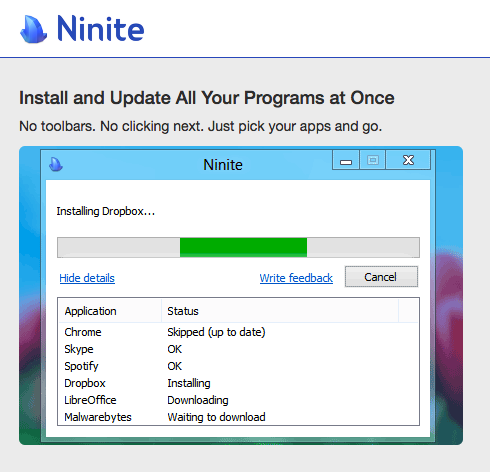 Ninite
Install and Update All Your Programs at Once
No toolbars. No clicking next. Just pick your apps and go.
Ninite
Installing Dropbox...
Hide details Write feedback Cancel
Application Status
Chrome Skipped (up to date)
Skype OK
Spotify OK
Dropbox Installing
LibreOffice Downloading
Malwarebytes Waiting to download